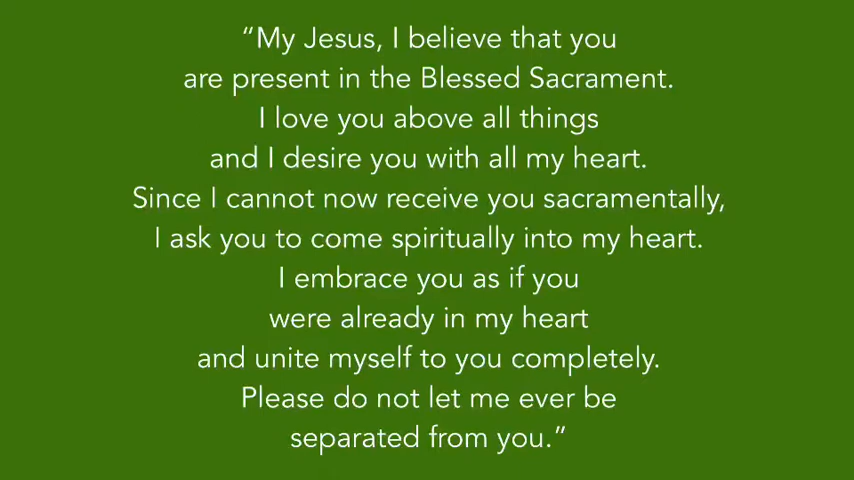 “My Jesus, I believe that you
are present in the Blessed Sacrament.
I love you above all things
and I desire you with all my heart.
Since I cannot now receive you sacramentally,
I ask you to come spiritually into my heart.
I embrace you as if you
were already in my heart
and unite myself to you completely.
Please do not let me ever be
separated from you.”